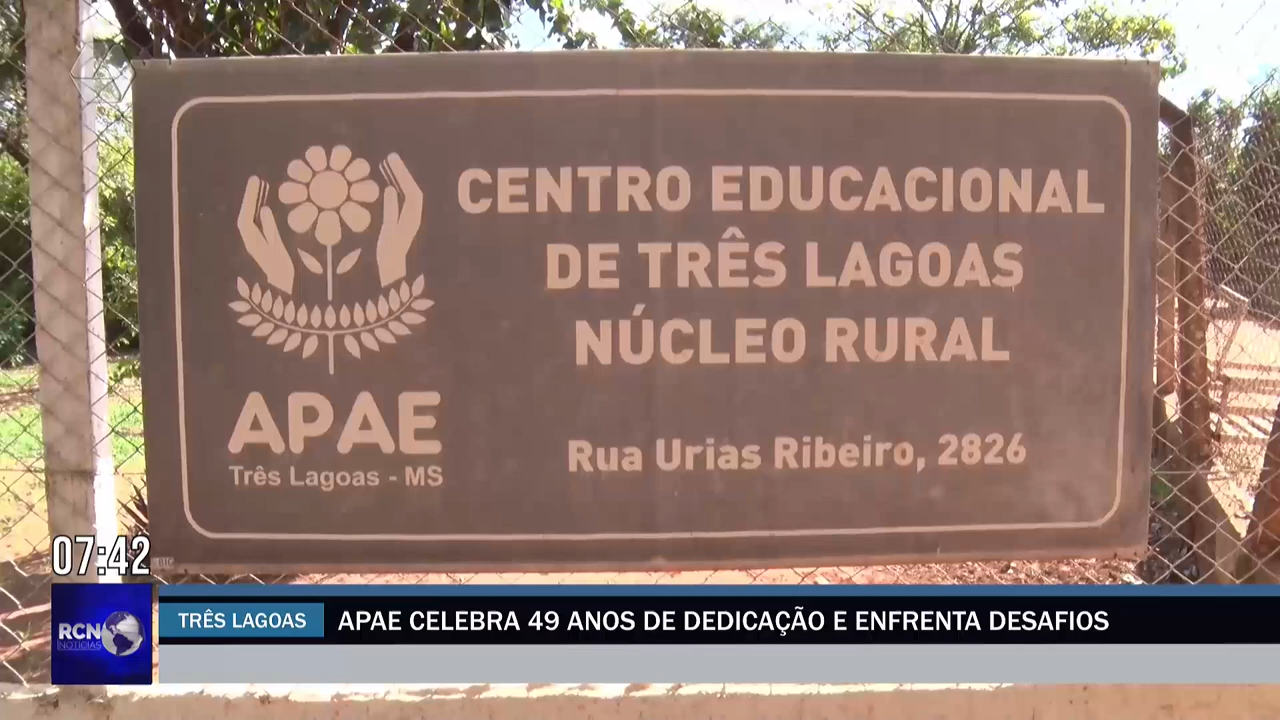 CENTRO EDUCACIONAL
DE TRÊS LAGOAS
NÚCLEO RURAL
Rua Urias Ribeiro, 2826
APAE
Três Lagoas - MS
07:42
RCN
NOTÍCIAS
TRÊS LAGOAS
APAE CELEBRA 49 ANOS DE DEDICAÇÃO E ENFRENTA DESAFIOS